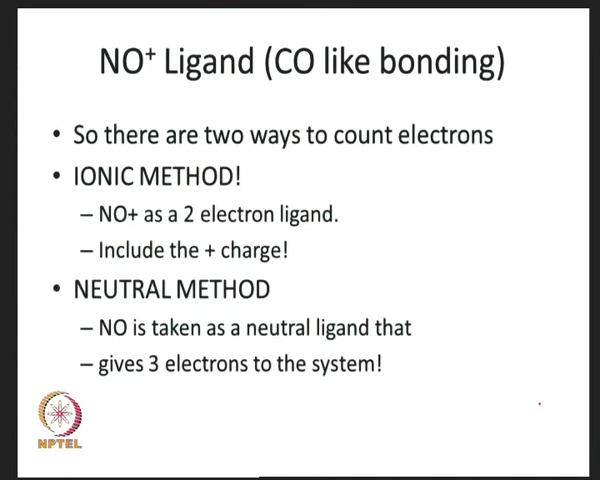 NO⁺ Ligand (CO like bonding)
• So there are two ways to count electrons
• IONIC METHOD!
– NO+ as a 2 electron ligand.
– Include the + charge!
• NEUTRAL METHOD
– NO is taken as a neutral ligand that
– gives 3 electrons to the system!
NPTEL